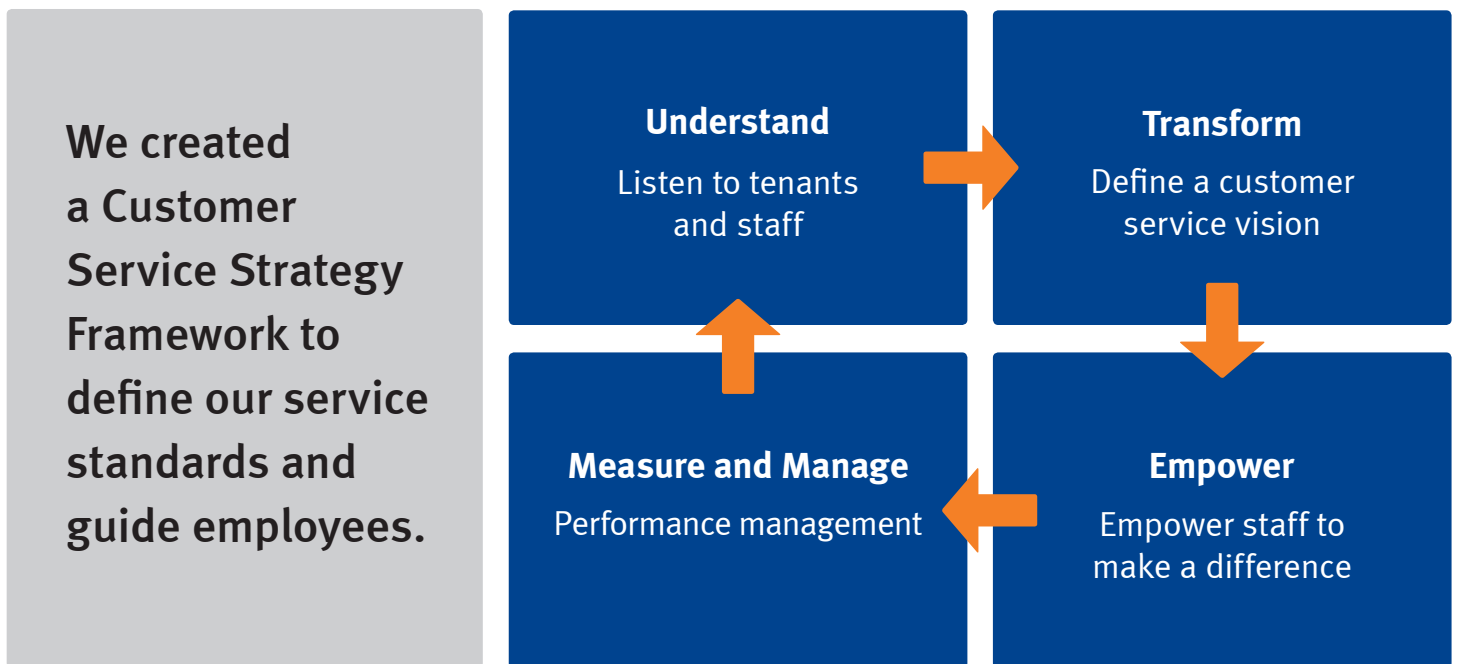 We created
a Customer
Service Strategy
Framework to
define our service
standards and
guide employees.
Understand
Listen to tenants
and staff
Transform
Define a customer
service vision
Measure and Manage
Performance management
Empower
Empower staff to
make a difference